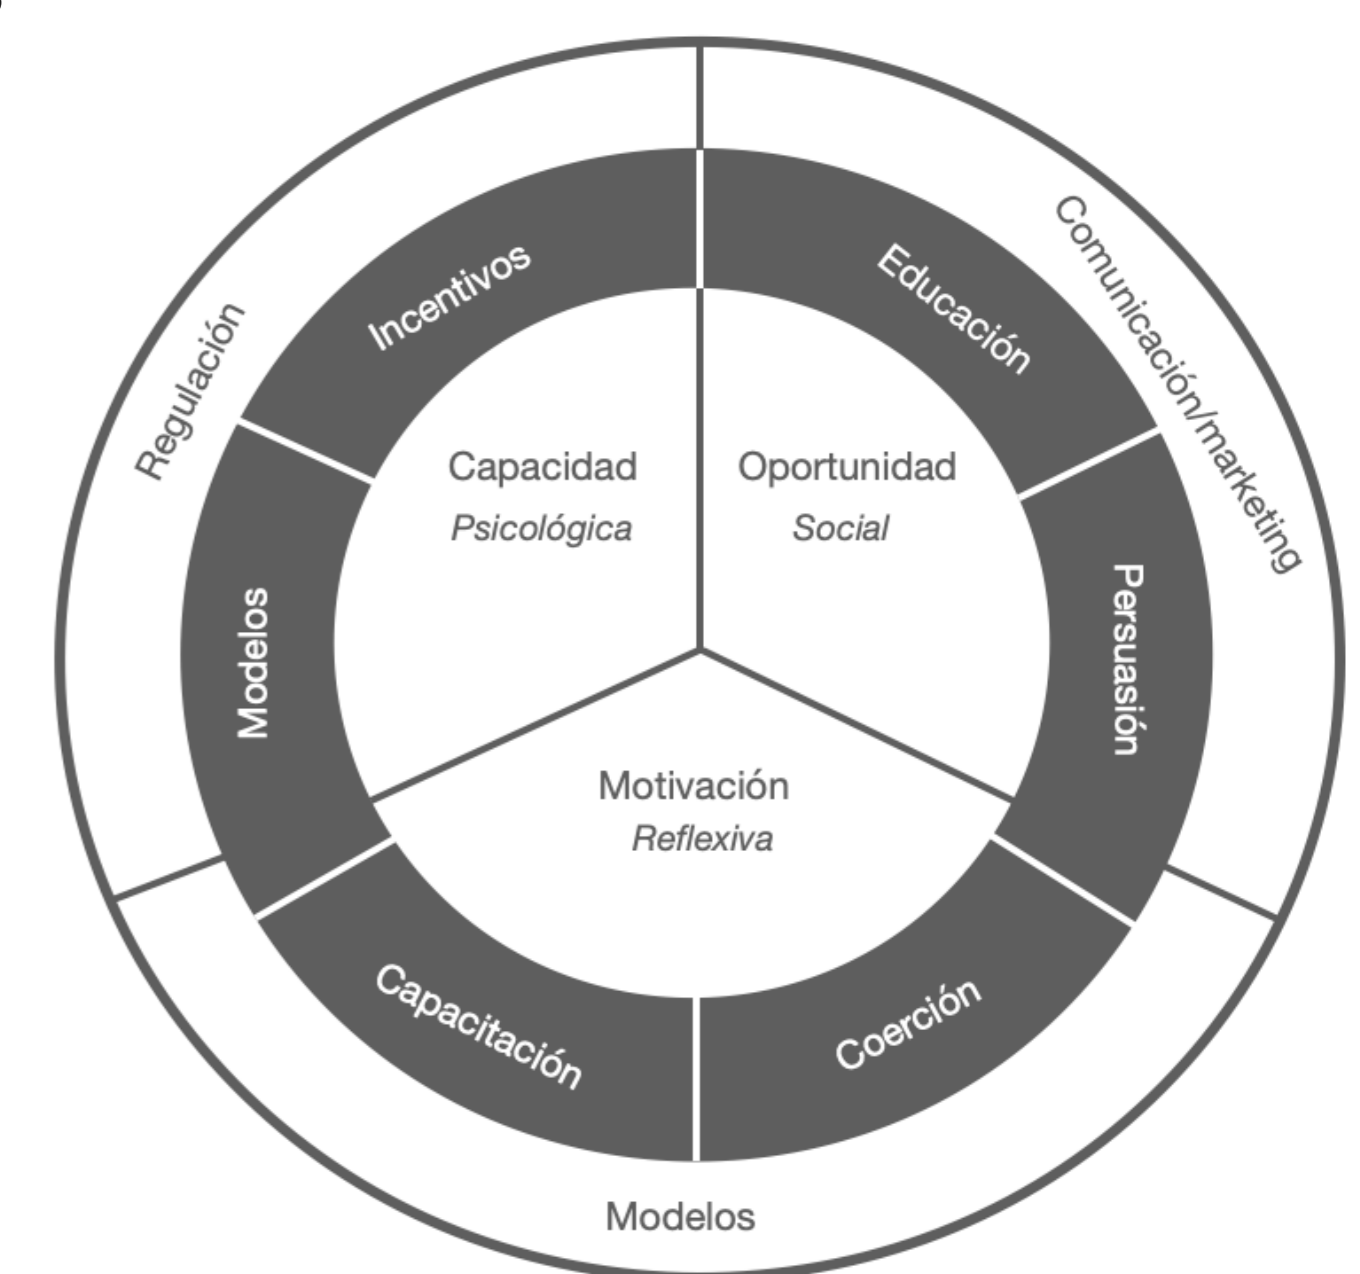 Regulación
Comunicación/marketing
Incentivos
Educación
Capacidad
Psicológica
Oportunidad
Social
Modelos
Persuasión
Motivación
Reflexiva
Capacitación
Coerción
Modelos